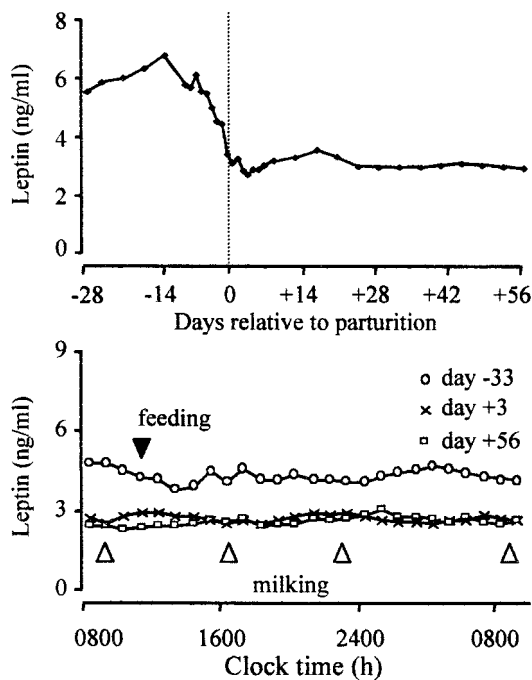 Leptin (ng/ml)
8
6
4
2
0
-28 -14 0 +14 +28 +42 +56
Days relative to parturition
Leptin (ng/ml)
9
6
3
0
day -33
day +3
day +56
feeding
milking
0800 1600 2400 0800
Clock time (h)